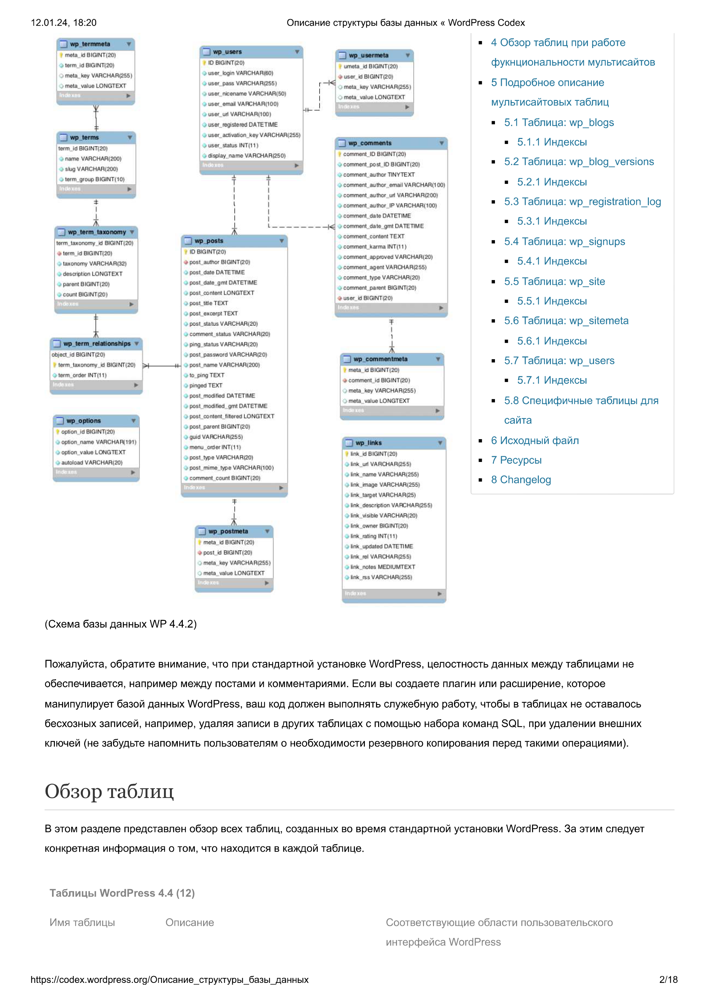 12.01.24, 18:20
Описание структуры базы данных « WordPress Codex
wp_termmeta
meta_id BIGINT(20)
term_id BIGINT(20)
meta_key VARCHAR(255)
meta_value LONGTEXT
Indexes
wp_terms
term_id BIGINT(20)
name VARCHAR(200)
slug VARCHAR(200)
term_group BIGINT(10)
Indexes
wp_term_taxonomy
term_taxonomy_id BIGINT(20)
term_id BIGINT(20)
taxonomy VARCHAR(32)
description LONGTEXT
parent BIGINT(20)
count BIGINT(20)
Indexes
wp_term_relationships
object_id BIGINT(20)
term_taxonomy_id BIGINT(20)
term_order INT(11)
Indexes
wp_options
option_id BIGINT(20)
option_name VARCHAR(191)
option_value LONGTEXT
autoload VARCHAR(20)
Indexes
wp_users
ID BIGINT(20)
user_login VARCHAR(60)
user_pass VARCHAR(255)
user_nicename VARCHAR(50)
user_email VARCHAR(100)
user_url VARCHAR(100)
user_registered DATETIME
user_activation_key VARCHAR(255)
user_status INT(11)
display_name VARCHAR(250)
Indexes
wp_posts
ID BIGINT(20)
post_author BIGINT(20)
post_date DATETIME
post_date_gmt DATETIME
post_content LONGTEXT
post_title TEXT
post_excerpt TEXT
post_status VARCHAR(20)
comment_status VARCHAR(20)
ping_status VARCHAR(20)
post_password VARCHAR(20)
post_name VARCHAR(200)
to_ping TEXT
pinged TEXT
post_modified DATETIME
post_modified_gmt DATETIME
post_content_filtered LONGTEXT
post_parent BIGINT(20)
guid VARCHAR(255)
menu_order INT(11)
post_type VARCHAR(20)
post_mime_type VARCHAR(100)
comment_count BIGINT(20)
Indexes
wp_postmeta
meta_id BIGINT(20)
post_id BIGINT(20)
meta_key VARCHAR(255)
meta_value LONGTEXT
Indexes
wp_usermeta
umeta_id BIGINT(20)
user_id BIGINT(20)
meta_key VARCHAR(255)
meta_value LONGTEXT
Indexes
wp_comments
comment_ID BIGINT(20)
comment_post_ID BIGINT(20)
comment_author TINYTEXT
comment_author_email VARCHAR(100)
comment_author_url VARCHAR(200)
comment_author_IP VARCHAR(100)
comment_date DATETIME
comment_date_gmt DATETIME
comment_content TEXT
comment_karma INT(11)
comment_approved VARCHAR(20)
comment_agent VARCHAR(255)
comment_type VARCHAR(20)
comment_parent BIGINT(20)
user_id BIGINT(20)
Indexes
wp_commentmeta
meta_id BIGINT(20)
comment_id BIGINT(20)
meta_key VARCHAR(255)
meta_value LONGTEXT
Indexes
wp_links
link_id BIGINT(20)
link_url VARCHAR(255)
link_name VARCHAR(255)
link_image VARCHAR(255)
link_target VARCHAR(25)
link_description VARCHAR(255)
link_visible VARCHAR(20)
link_owner BIGINT(20)
link_rating INT(11)
link_updated DATETIME
link_rel VARCHAR(255)
link_notes MEDIUMTEXT
link_rss VARCHAR(255)
Indexes
4 Обзор таблиц при работе
фукнциональности мультисайтов
5 Подробное описание
мультисайтовых таблиц
5.1 Таблица: wp_blogs
5.1.1 Индексы
5.2 Таблица: wp_blog_versions
5.2.1 Индексы
5.3 Таблица: wp_registration_log
5.3.1 Индексы
5.4 Таблица: wp_signups
5.4.1 Индексы
5.5 Таблица: wp_site
5.5.1 Индексы
5.6 Таблица: wp_sitemeta
5.6.1 Индексы
5.7 Таблица: wp_users
5.7.1 Индексы
5.8 Специфичные таблицы для
сайта
6 Исходный файл
7 Ресурсы
8 Changelog
(Схема базы данных WP 4.4.2)
Пожалуйста, обратите внимание, что при стандартной установке WordPress, целостность данных между таблицами не
обеспечивается, например между постами и комментариями. Если вы создаете плагин или расширение, которое
манипулирует базой данных WordPress, ваш код должен выполнять служебную работу, чтобы в таблицах не оставалось
бесхозных записей, например, удаляя записи в других таблицах с помощью набора команд SQL, при удалении внешних
ключей (не забудьте напомнить пользователям о необходимости резервного копирования перед такими операциями).
Обзор таблиц
В этом разделе представлен обзор всех таблиц, созданных во время стандартной установки WordPress. За этим следует
конкретная информация о том, что находится в каждой таблице.
Таблицы WordPress 4.4 (12)
Имя таблицы
Описание
Соответствующие области пользовательского
интерфейса WordPress
https://codex.wordpress.org/Описание_структуры_базы_данных
2/18